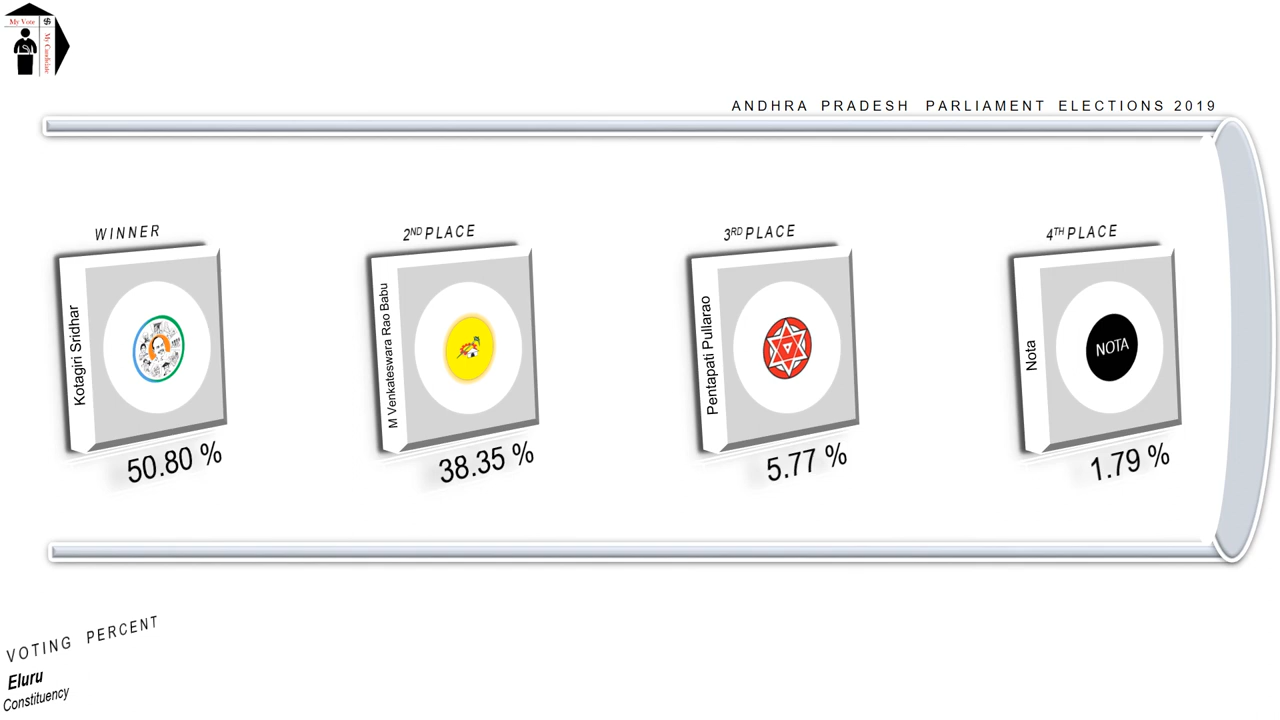 My Vote
My Candidate
ANDHRA PRADESH PARLIAMENT ELECTIONS 2019
WINNER
2ND PLACE
3RD PLACE
4TH PLACE
Kotagiri Sridhar
M Venkateswara Rao Babu
Pentapati Pullarao
Nota
NOTA
50.80 %
38.35 %
5.77 %
1.79 %
VOTING PERCENT
Eluru
Constituency